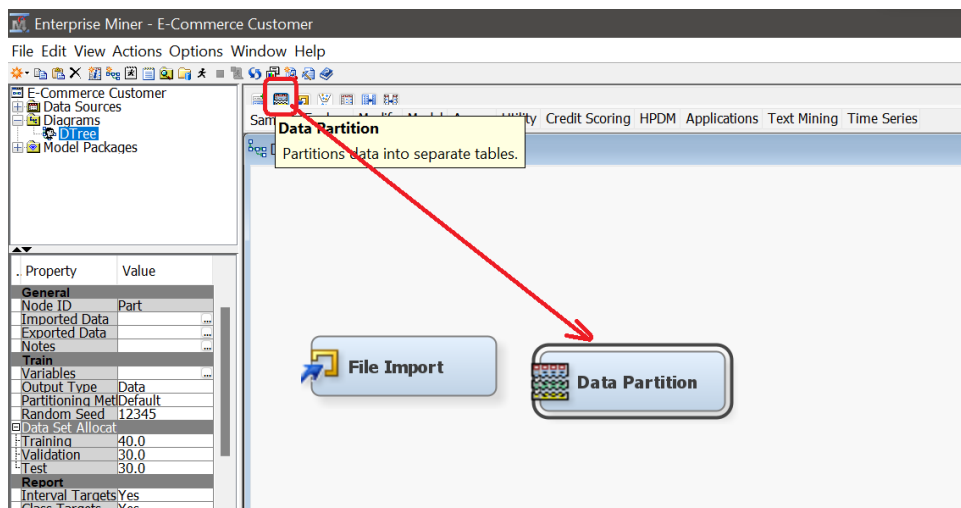 Enterprise Miner - E-Commerce Customer
File Edit View Actions Options Window Help
E-Commerce Customer
Data Sources
Diagrams
DTree
Model Packages
Credit Scoring HPDM Applications Text Mining Time Series
Data Partition
Partitions data into separate tables.
. Property Value
General
Node ID Part
Imported Data ...
Exported Data ...
Notes ...
Train
Variables ...
Output Type Data
Partitioning Met Default
Random Seed 12345
Data Set Allocat
Training 40.0
Validation 30.0
Test 30.0
Report
Interval Targets Yes
Class Targets Yes
File Import
Data Partition